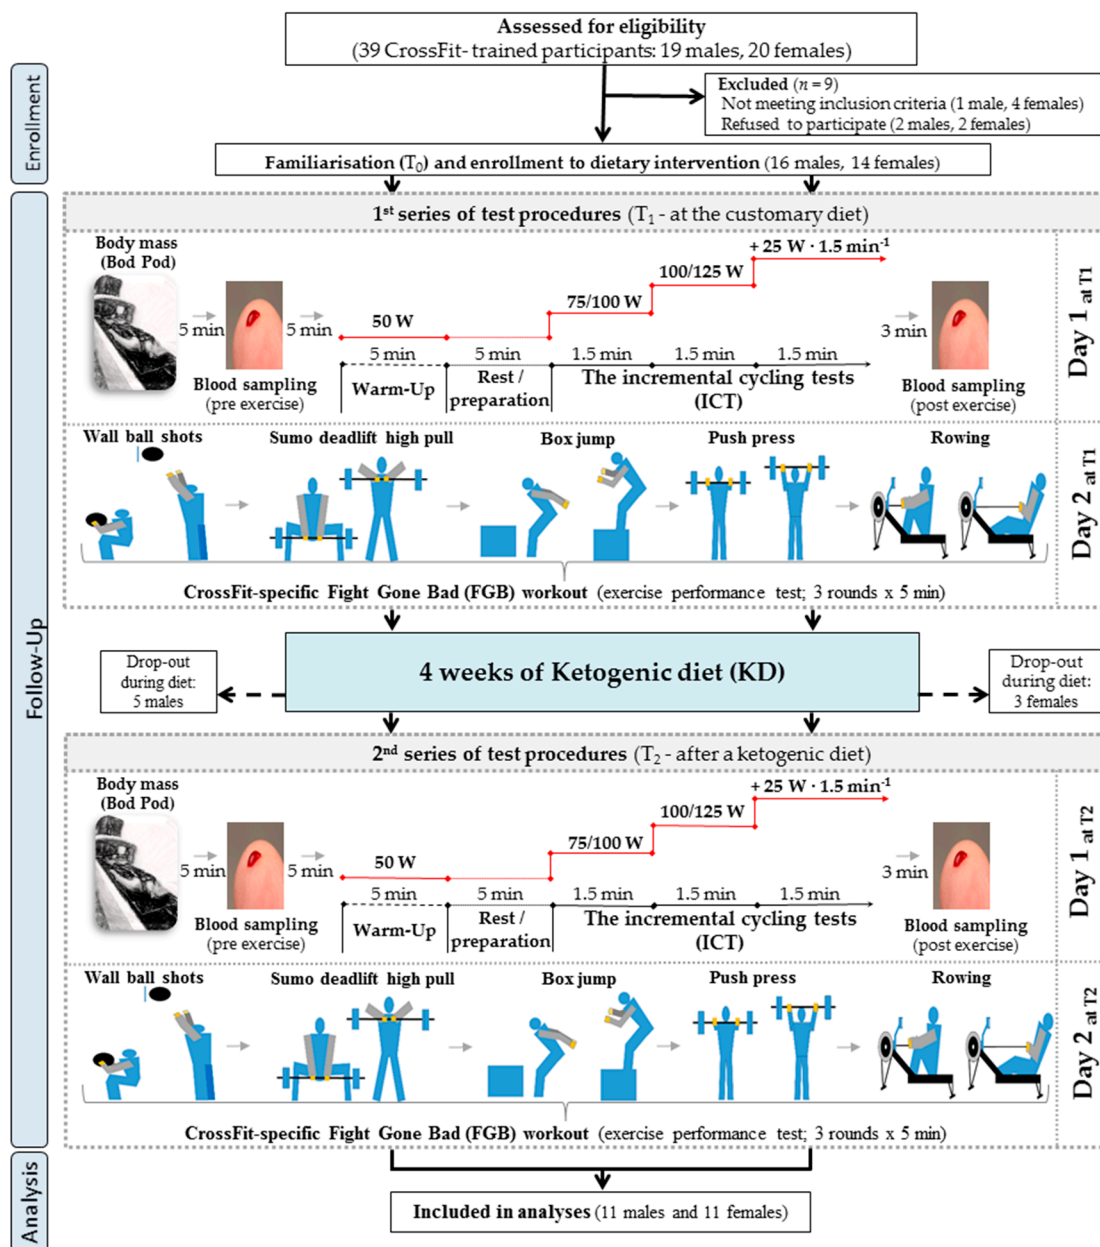 Assessed for eligibility
(39 CrossFit- trained participants: 19 males, 20 females)
Enrollment
Excluded (n = 9)
Not meeting inclusion criteria (1 male, 4 females)
Refused to participate (2 males, 2 females)
Familiarisation (T0) and enrollment to dietary intervention (16 males, 14 females)
Follow-Up
1st series of test procedures (T1 - at the customary diet)
Body mass
(Bod Pod)
5 min
5 min
50 W
75/100 W
100/125 W
+ 25 W · 1.5 min-1
3 min
5 min
5 min
1.5 min
1.5 min
1.5 min
Blood sampling
(pre exercise)
Warm-Up
Rest /
preparation
The incremental cycling tests
(ICT)
Blood sampling
(post exercise)
Day 1 at T1
Wall ball shots
Sumo deadlift high pull
Box jump
Push press
Rowing
Day 2 at T1
CrossFit-specific Fight Gone Bad (FGB) workout (exercise performance test; 3 rounds x 5 min)
Drop-out
during diet:
5 males
4 weeks of Ketogenic diet (KD)
Drop-out
during diet:
3 females
2nd series of test procedures (T2 - after a ketogenic diet)
Body mass
(Bod Pod)
5 min
5 min
50 W
75/100 W
100/125 W
+ 25 W · 1.5 min-1
3 min
5 min
5 min
1.5 min
1.5 min
1.5 min
Blood sampling
(pre exercise)
Warm-Up
Rest /
preparation
The incremental cycling tests
(ICT)
Blood sampling
(post exercise)
Day 1 at T2
Wall ball shots
Sumo deadlift high pull
Box jump
Push press
Rowing
Day 2 at T2
CrossFit-specific Fight Gone Bad (FGB) workout (exercise performance test; 3 rounds x 5 min)
Analysis
Included in analyses (11 males and 11 females)